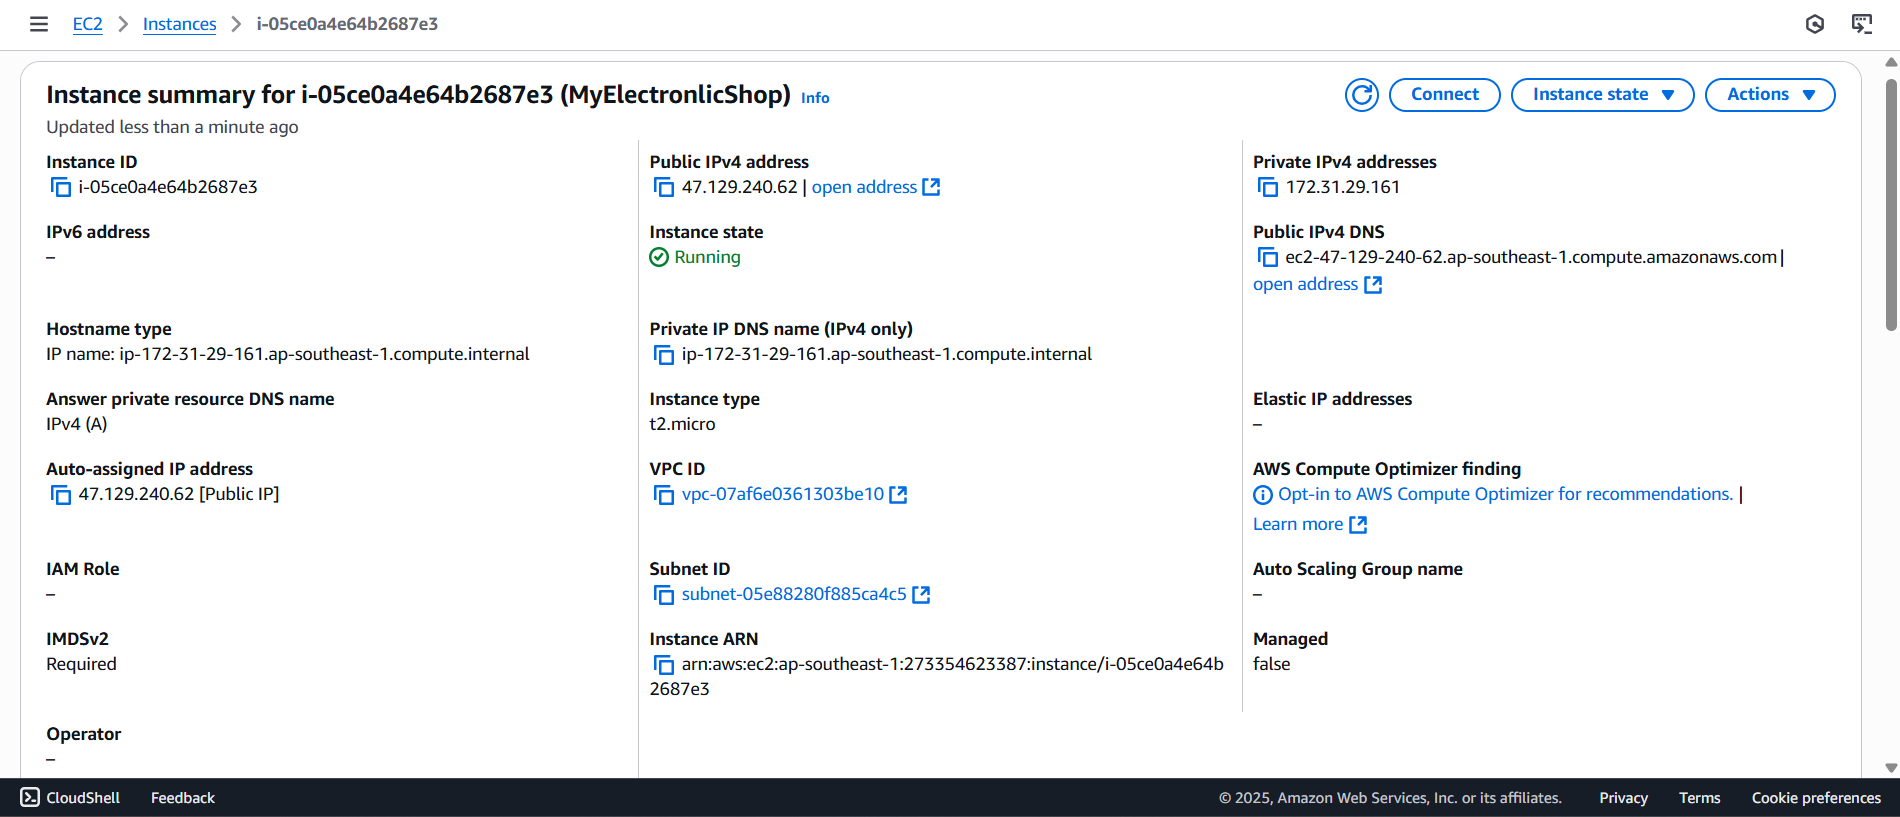 EC2 > Instances > i-05ce0a4e64b2687e3
Instance summary for i-05ce0a4e64b2687e3 (MyElectronlicShop) Info
Connect
Instance state
Actions
Updated less than a minute ago
Instance ID
i-05ce0a4e64b2687e3
Public IPv4 address
47.129.240.62 | open address
Private IPv4 addresses
172.31.29.161
IPv6 address
–
Instance state
Running
Public IPv4 DNS
ec2-47-129-240-62.ap-southeast-1.compute.amazonaws.com |
open address
Hostname type
IP name: ip-172-31-29-161.ap-southeast-1.compute.internal
Private IP DNS name (IPv4 only)
ip-172-31-29-161.ap-southeast-1.compute.internal
Answer private resource DNS name
IPv4 (A)
Instance type
t2.micro
Elastic IP addresses
–
Auto-assigned IP address
47.129.240.62 [Public IP]
VPC ID
vpc-07af6e0361303be10
AWS Compute Optimizer finding
Opt-in to AWS Compute Optimizer for recommendations. |
Learn more
IAM Role
–
Subnet ID
subnet-05e88280f885ca4c5
Auto Scaling Group name
–
IMDSv2
Required
Instance ARN
arn:aws:ec2:ap-southeast-1:273354623387:instance/i-05ce0a4e64b
2687e3
Managed
false
Operator
–
CloudShell
Feedback
© 2025, Amazon Web Services, Inc. or its affiliates.
Privacy
Terms
Cookie preferences